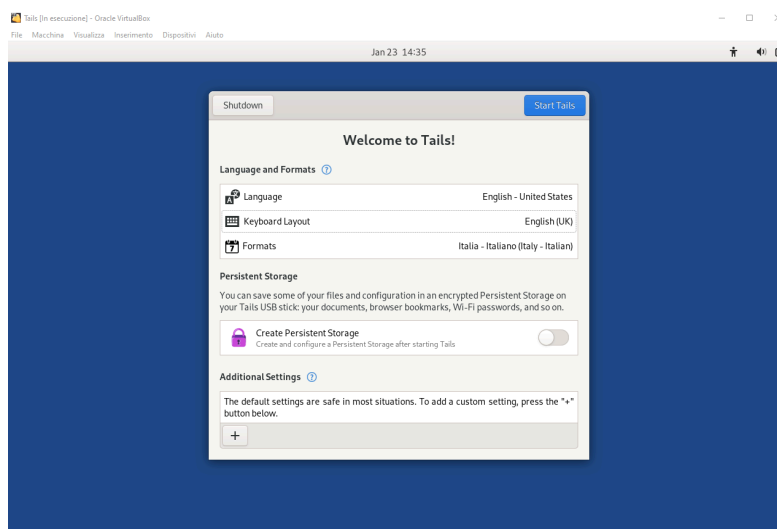 Tails [In esecuzione] - Oracle VirtualBox
File Macchina Visualizza Inserimento Dispositivi Aiuto
Jan 23 14:35
Shutdown
Start Tails
Welcome to Tails!
Language and Formats ?
Language English - United States
Keyboard Layout English (UK)
Formats Italia - Italiano (Italy - Italian)
Persistent Storage
You can save some of your files and configuration in an encrypted Persistent Storage on
your Tails USB stick: your documents, browser bookmarks, Wi-Fi passwords, and so on.
Create Persistent Storage
Create and configure a Persistent Storage after starting Tails
Additional Settings ?
The default settings are safe in most situations. To add a custom setting, press the "+"
button below.
+